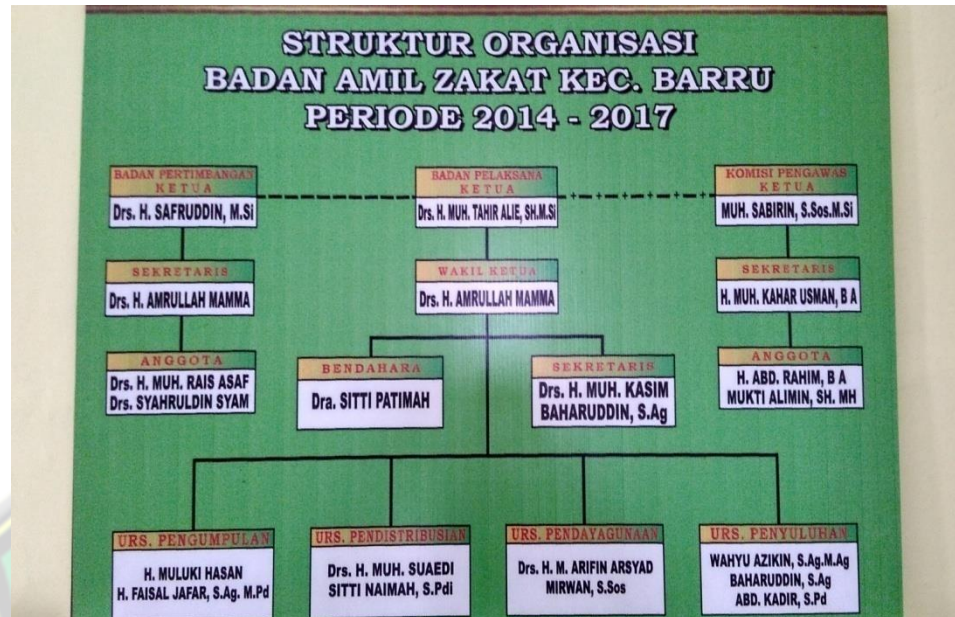 STRUKTUR ORGANISASI
BADAN AMIL ZAKAT KEC. BARRU
PERIODE 2014 - 2017
BADAN PERTIMBANGAN
KETUA
Drs. H. SAFRUDDIN, M.Si
BADAN PELAKSANA
KETUA
Drs. H. MUH. TAHIR ALIE, SH.M.Si
KOMISI PENGAWAS
KETUA
MUH. SABIRIN, S.Sos.M.Si
SEKRETARIS
Drs. H. AMRULLAH MAMMA
WAKIL KETUA
Drs. H. AMRULLAH MAMMA
SEKRETARIS
H. MUH. KAHAR USMAN, B A
ANGGOTA
Drs. H. MUH. RAIS ASAF
Drs. SYAHRULDIN SYAM
BENDAHARA
Dra. SITTI PATIMAH
SEKRETARIS
Drs. H. MUH. KASIM
BAHARUDDIN, S.Ag
ANGGOTA
H. ABD. RAHIM, B A
MUKTI ALIMIN, SH. MH
URS. PENGUMPULAN
H. MULUKI HASAN
H. FAISAL JAFAR, S.Ag. M.Pd
URS. PENDISTRIBUSIAN
Drs. H. MUH. SUAEDI
SITTI NAIMAH, S.Pdi
URS. PENDAYAGUNAAN
Drs. H. M. ARIFIN ARSYAD
MIRWAN, S.Sos
URS. PENYULUHAN
WAHYU AZIKIN, S.Ag.M.Ag
BAHARUDDIN, S.Ag
ABD. KADIR, S.Pd